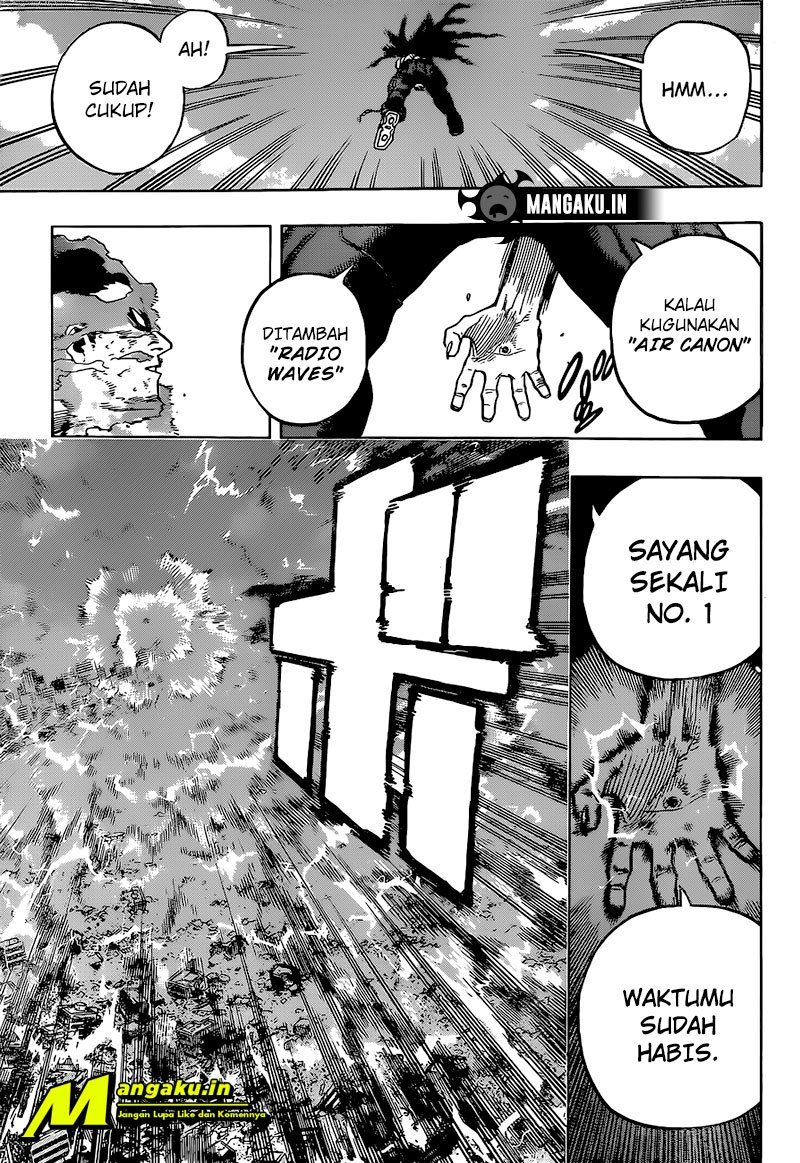 HMM...
AH!
SUDAH
CUKUP!
MANGAKU.IN
KALAU
KUGUNAKAN
"AIR CANON"
DITAMBAH
"RADIO
WAVES"
SAYANG
SEKALI
NO. 1
WAKTUMU
SUDAH
HABIS.
Mangaku.in
Jangan Lupa Like dan Komennya